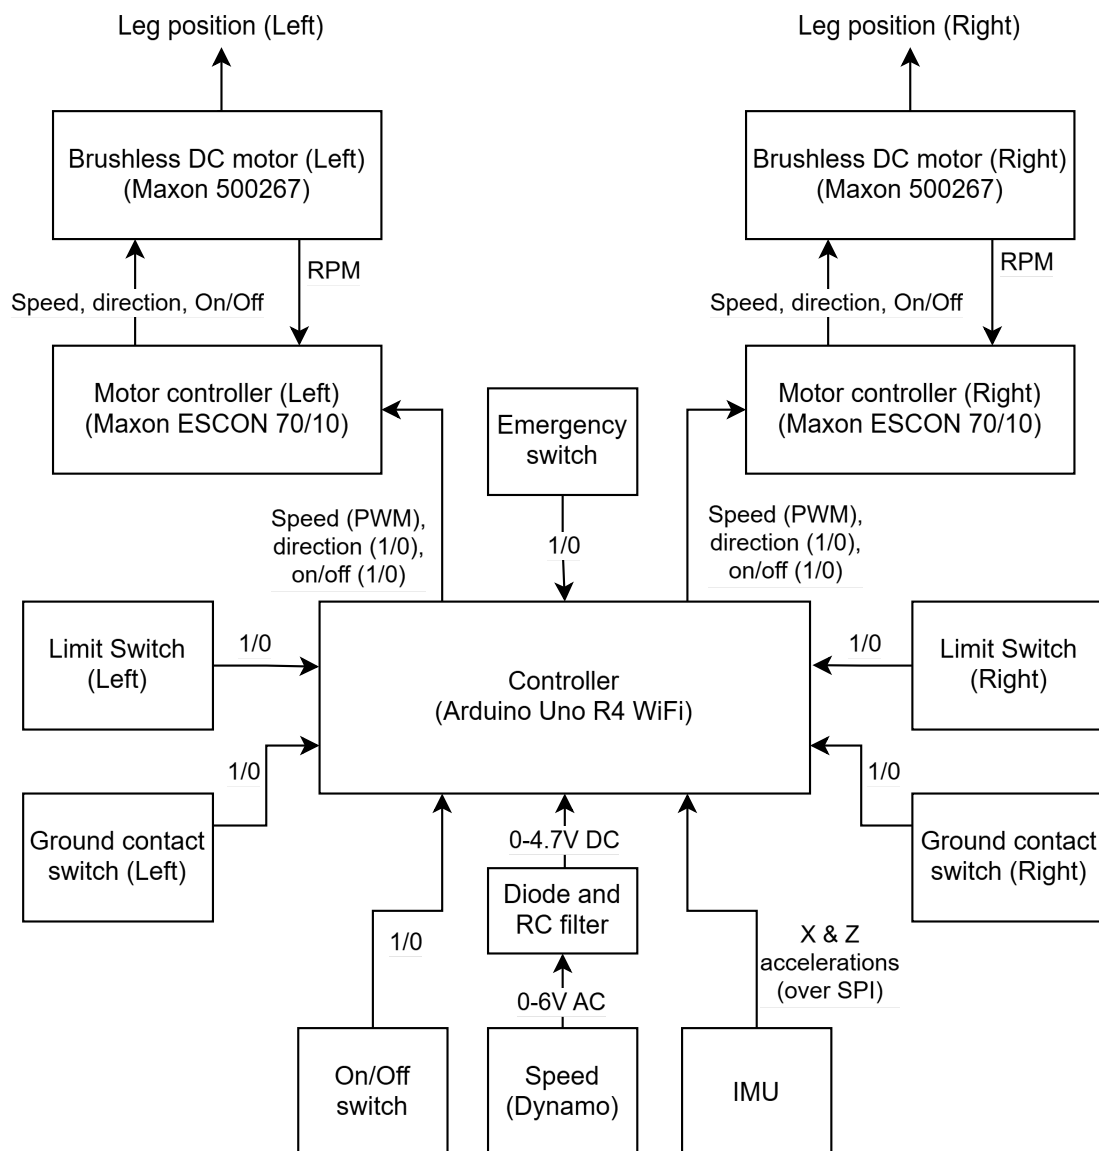 Leg position (Left)
Leg position (Right)
Brushless DC motor (Left)
(Maxon 500267)
Brushless DC motor (Right)
(Maxon 500267)
RPM
Speed, direction, On/Off
RPM
Speed, direction, On/Off
Motor controller (Left)
(Maxon ESCON 70/10)
Emergency
switch
Motor controller (Right)
(Maxon ESCON 70/10)
Speed (PWM),
direction (1/0),
on/off (1/0)
1/0
Speed (PWM),
direction (1/0),
on/off (1/0)
Limit Switch
(Left)
1/0
Controller
(Arduino Uno R4 WiFi)
1/0
Limit Switch
(Right)
1/0
1/0
Ground contact
switch (Left)
0-4.7V DC
Ground contact
switch (Right)
Diode and
RC filter
1/0
X & Z
accelerations
(over SPI)
0-6V AC
On/Off
switch
Speed
(Dynamo)
IMU